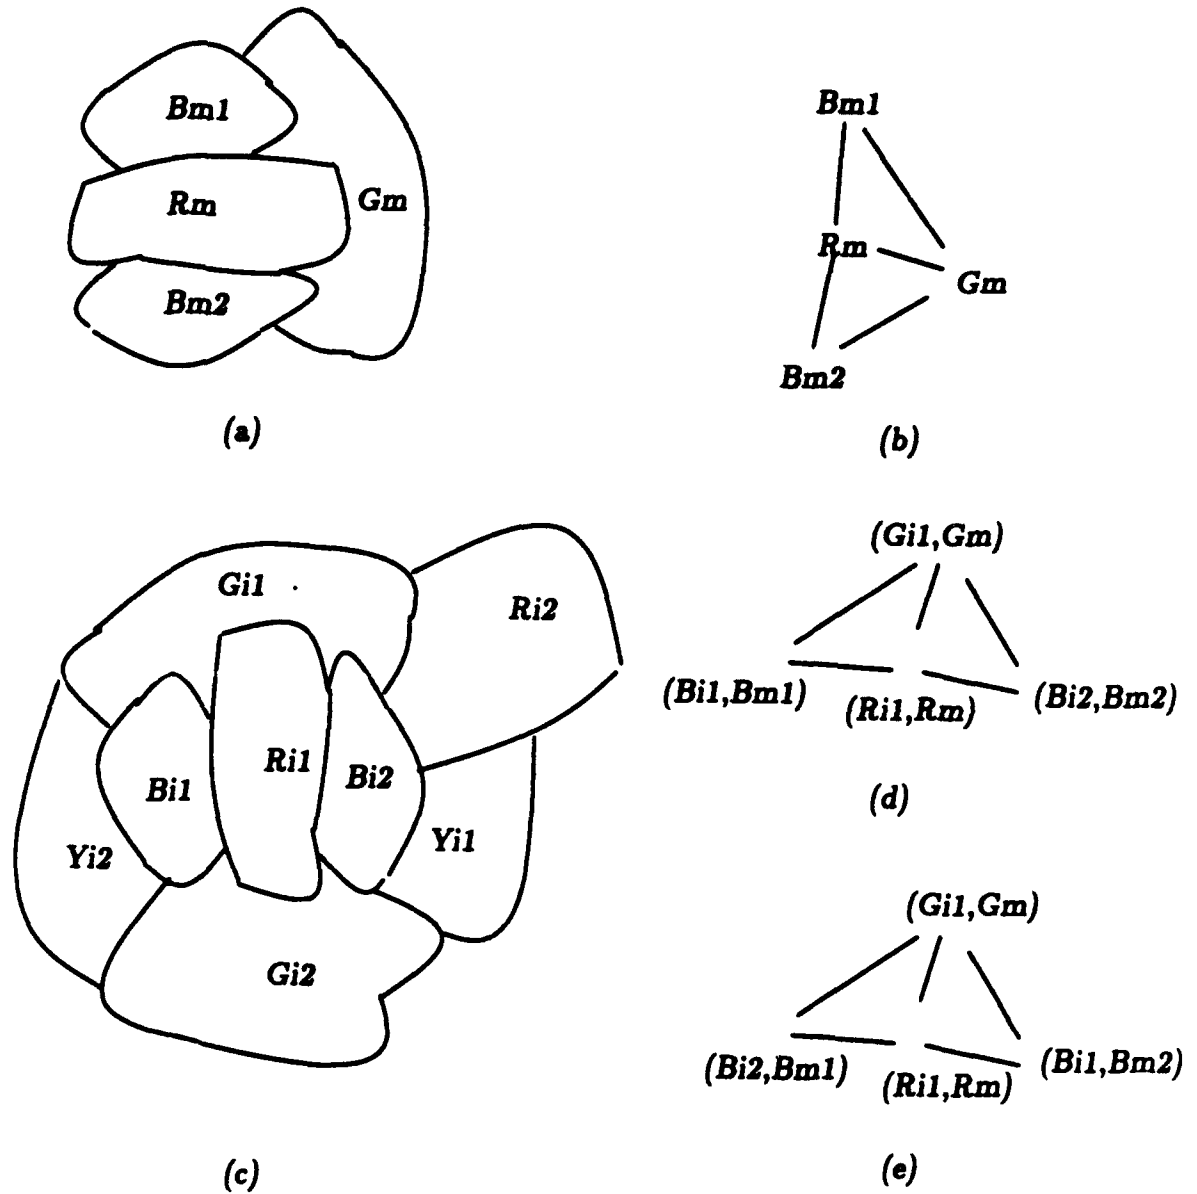 Bm1
Rm
Gm
Bm2
(a)
Bm1
Rm
Gm
Bm2
(b)
Gi1
Ri2
Ri1
Bi1
Bi2
Yi2
Yi1
Gi2
(c)
(Gi1,Gm)
(Bi1,Bm1)
(Ri1,Rm)
(Bi2,Bm2)
(d)
(Gi1,Gm)
(Bi2,Bm1)
(Ri1,Rm)
(Bi1,Bm2)
(e)